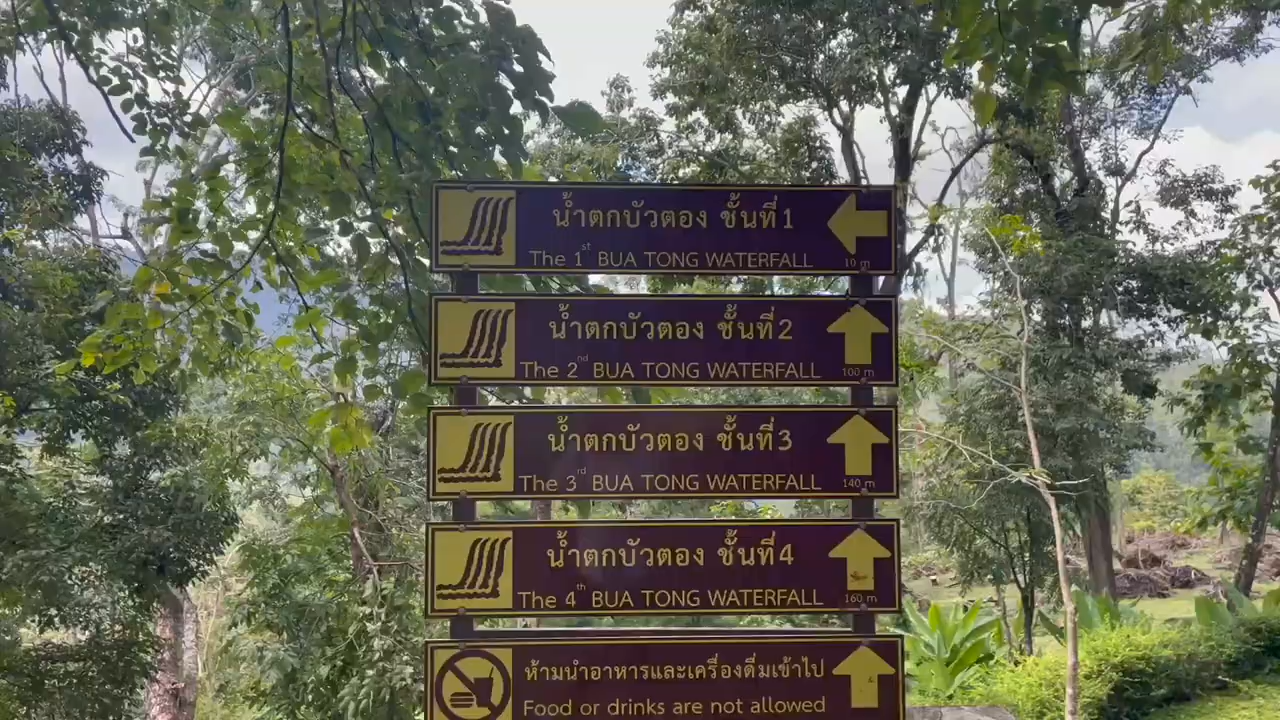 น้ำตกบัวตอง ชั้นที่ 1
The 1st BUA TONG WATERFALL
10 m
น้ำตกบัวตอง ชั้นที่ 2
The 2nd BUA TONG WATERFALL
100 m
น้ำตกบัวตอง ชั้นที่ 3
The 3rd BUA TONG WATERFALL
140 m
น้ำตกบัวตอง ชั้นที่ 4
The 4th BUA TONG WATERFALL
160 m
ห้ามนำอาหารและเครื่องดื่มเข้าไป
Food or drinks are not allowed